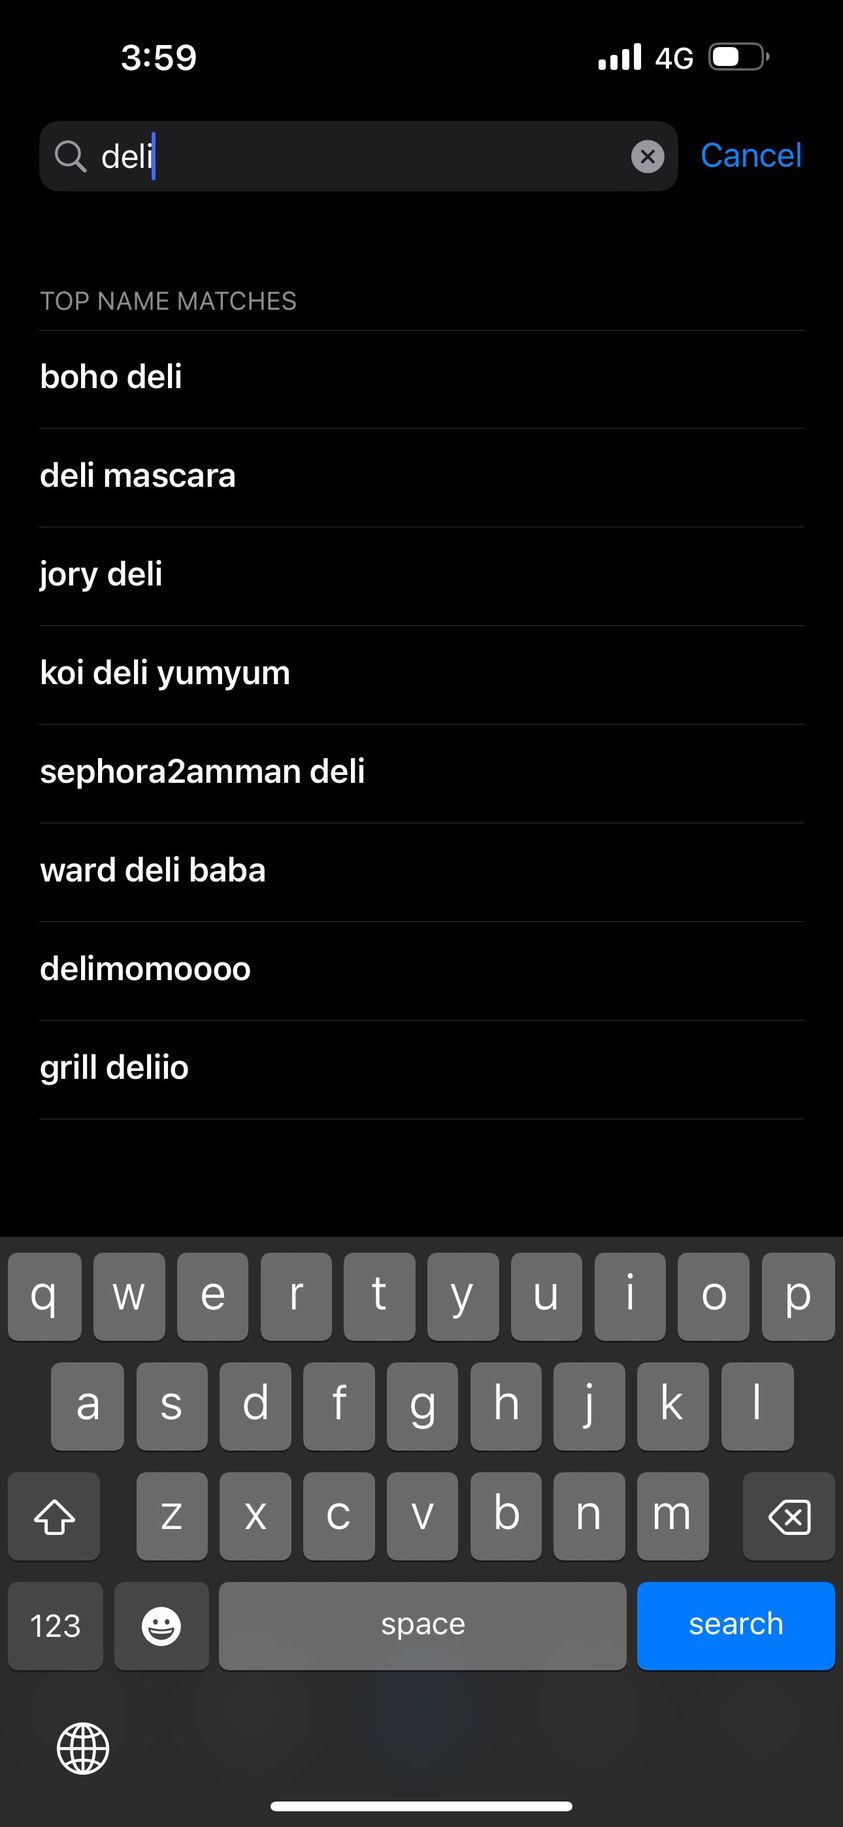 3:59
4G
deli
Cancel
TOP NAME MATCHES
boho deli
deli mascara
jory deli
koi deli yumyum
sephora2amman deli
ward deli baba
delimomoooo
grill deliio
q w e r t y u i o p
a s d f g h j k l
z x c v b n m
123 space search